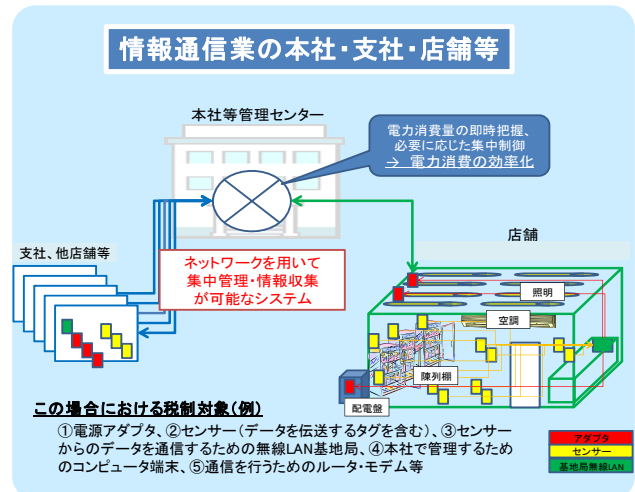 情報通信業の本社・支社・店舗等
本社等管理センター
電力消費量の即時把握、
必要に応じた集中制御
→ 電力消費の効率化
支社、他店舗等
店舗
ネットワークを用いて
集中管理・情報収集
が可能なシステム
照明
空調
陳列棚
配電盤
この場合における税制対象(例)
①電源アダプタ、②センサー(データを伝送するタグを含む)、③センサー
からのデータを通信するための無線LAN基地局、④本社で管理するため
のコンピュータ端末、⑤通信を行うためのルータ・モデム等
アダプタ
センサー
基地局無線LAN